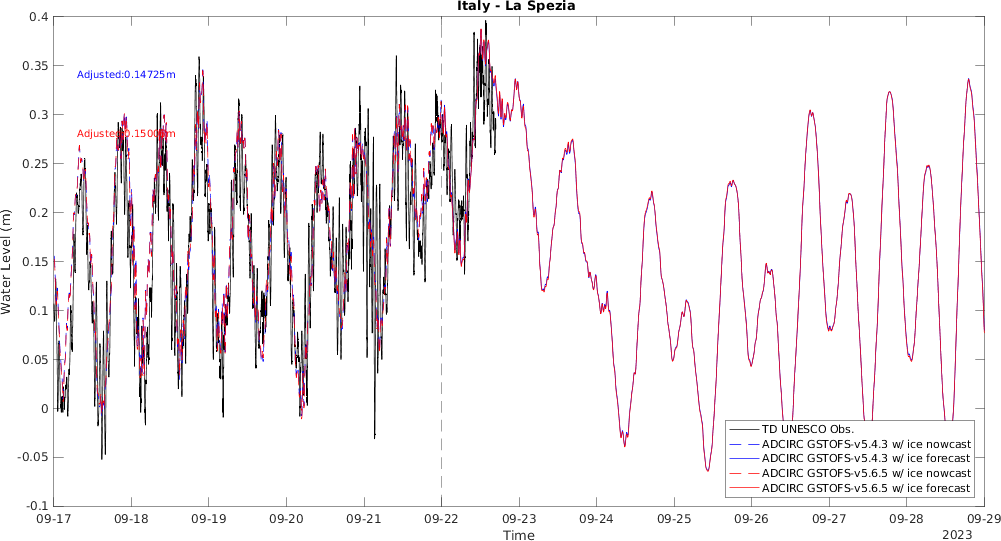 Italy - La Spezia
Water Level (m)
0.4
0.35
0.3
0.25
0.2
0.15
0.1
0.05
0
-0.05
-0.1
Adjusted:0.14725m
TD UNESCO Obs.
ADCIRC GSTOFS-v5.4.3 w/ ice nowcast
ADCIRC GSTOFS-v5.4.3 w/ ice forecast
ADCIRC GSTOFS-v5.6.5 w/ ice nowcast
ADCIRC GSTOFS-v5.6.5 w/ ice forecast
09-17 09-18 09-19 09-20 09-21 09-22 09-23 09-24 09-25 09-26 09-27 09-28 09-29
Time
2023